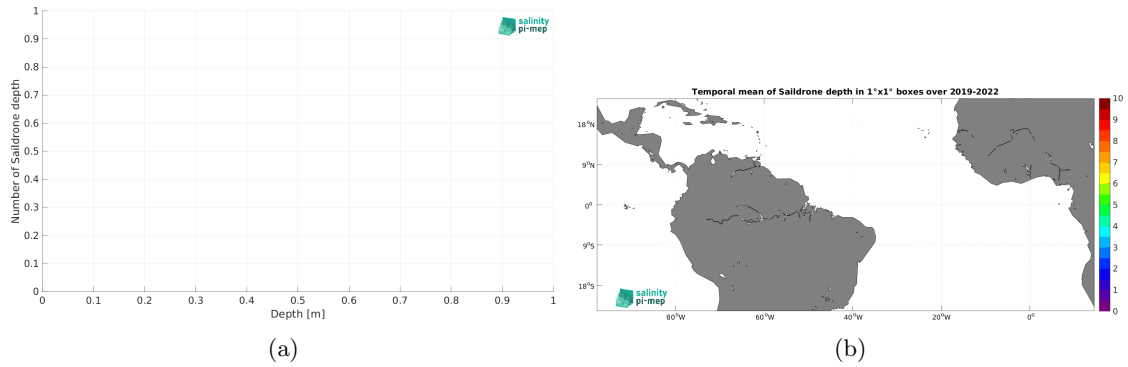 1
0.9
0.8
0.7
0.6
0.5
0.4
0.3
0.2
0.1
0
Number of Saildrone depth
0 0.1 0.2 0.3 0.4 0.5 0.6 0.7 0.8 0.9 1
Depth [m]
salinity
pi-mep
(a)
Temporal mean of Saildrone depth in 1°x1° boxes over 2019-2022
18°N
9°N
0°
9°S
18°S
80°W 60°W 40°W 20°W 0°
salinity
pi-mep
10
9
8
7
6
5
4
3
2
1
0
(b)